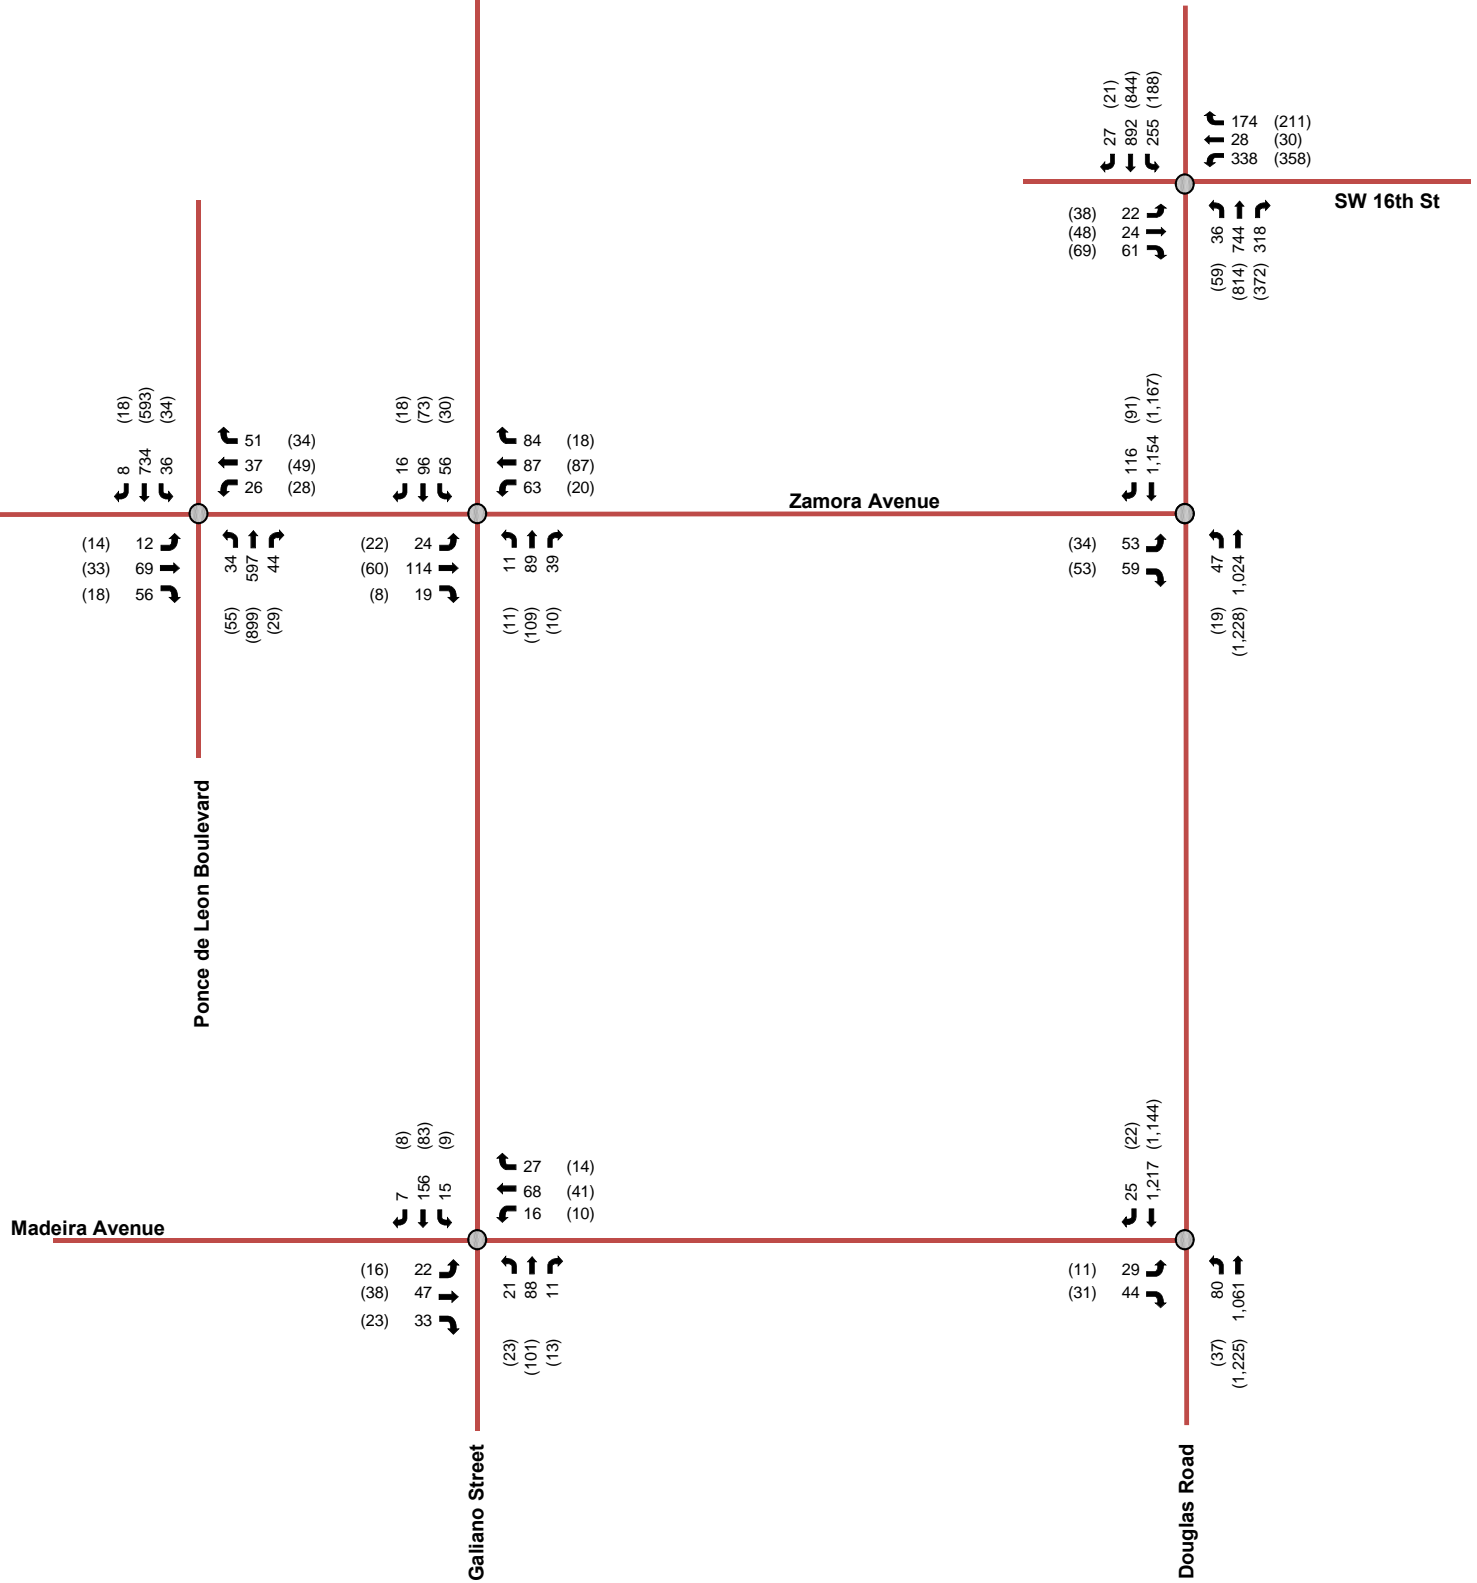 (21) (844) (188)
27 892 255
174 (211)
28 (30)
338 (358)
SW 16th St
(38) 22
(48) 24
(69) 61
36 744 318
(59) (814) (372)
(18) (593) (34)
8 734 36
51 (34)
37 (49)
26 (28)
(14) 12
(33) 69
(18) 56
34 597 44
(55) (899) (29)
(18) (73) (30)
16 96 56
84 (18)
87 (87)
63 (20)
(22) 24
(60) 114
(8) 19
11 89 39
(11) (109) (10)
Zamora Avenue
(91) (1,167)
116 1,154
(34) 53
(53) 59
47 1,024
(19) (1,228)
Ponce de Leon Boulevard
Madeira Avenue
(8) (83) (9)
7 156 15
27 (14)
68 (41)
16 (10)
(16) 22
(38) 47
(23) 33
21 88 11
(23) (101) (13)
(22) (1,144)
25 1,217
(11) 29
(31) 44
80 1,061
(37) (1,225)
Galiano Street
Douglas Road